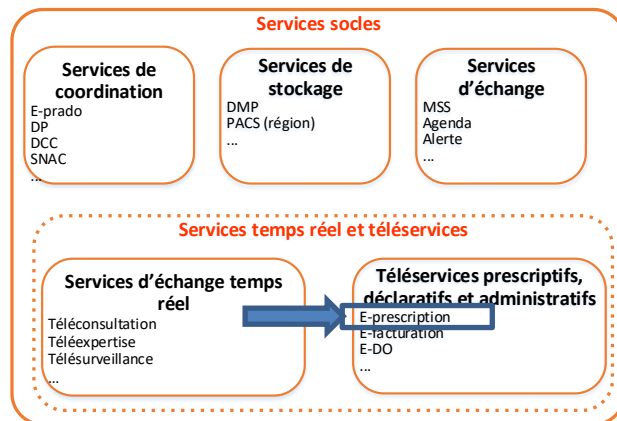 Services socles
Services de
coordination
E-prado
DP
DCC
SNAC
...
Services de
stockage
DMP
PACS (région)
...
Services
d'échange
MSS
Agenda
Alerte
...
Services temps réel et téléservices
Services d'échange temps
réel
Téléconsultation
Téléexpertise
Télésurveillance
...
Téléservices prescriptifs,
déclaratifs et administratifs
E-prescription
E-facturation
E-DO
...